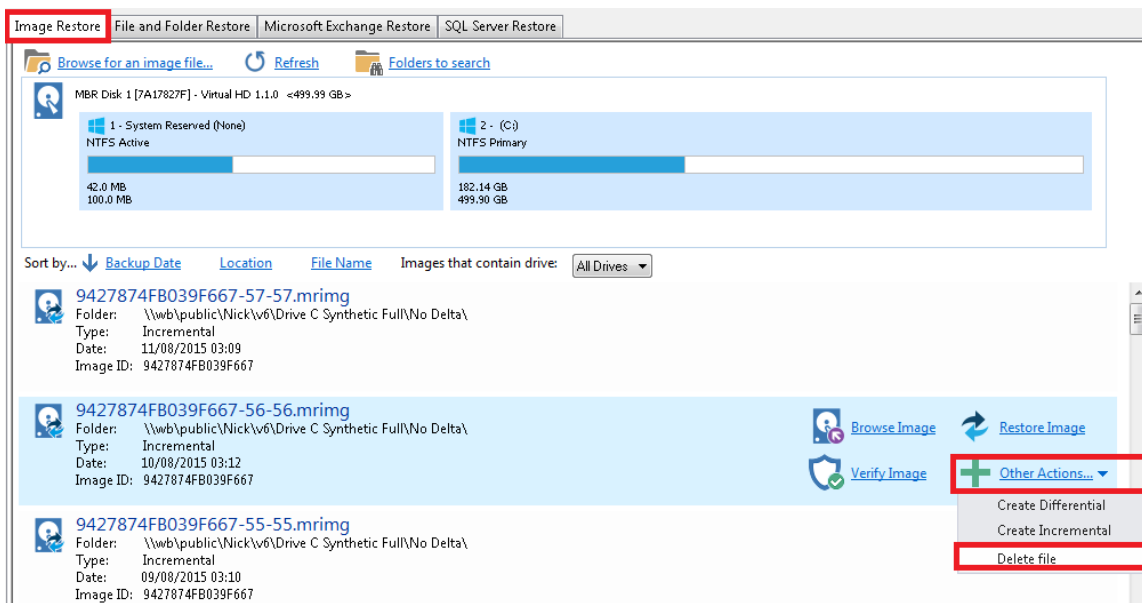 Image Restore File and Folder Restore Microsoft Exchange Restore SQL Server Restore
Browse for an image file... Refresh Folders to search
MBR Disk 1 [7A17827F] - Virtual HD 1.1.0 <499.99 GB>
1 - System Reserved (None)
NTFS Active
42.0 MB
100.0 MB
2 - (C:)
NTFS Primary
182.14 GB
499.90 GB
Sort by... Backup Date Location File Name Images that contain drive: All Drives
9427874FB039F667-57-57.mrimg
Folder: \\wb\public\Nick\v6\Drive C Synthetic Full\No Delta\
Type: Incremental
Date: 11/08/2015 03:09
Image ID: 9427874FB039F667
9427874FB039F667-56-56.mrimg
Folder: \\wb\public\Nick\v6\Drive C Synthetic Full\No Delta\
Type: Incremental
Date: 10/08/2015 03:12
Image ID: 9427874FB039F667
Browse Image Restore Image
Verify Image Other Actions...
Create Differential
Create Incremental
Delete file
9427874FB039F667-55-55.mrimg
Folder: \\wb\public\Nick\v6\Drive C Synthetic Full\No Delta\
Type: Incremental
Date: 09/08/2015 03:10
Image ID: 9427874FB039F667